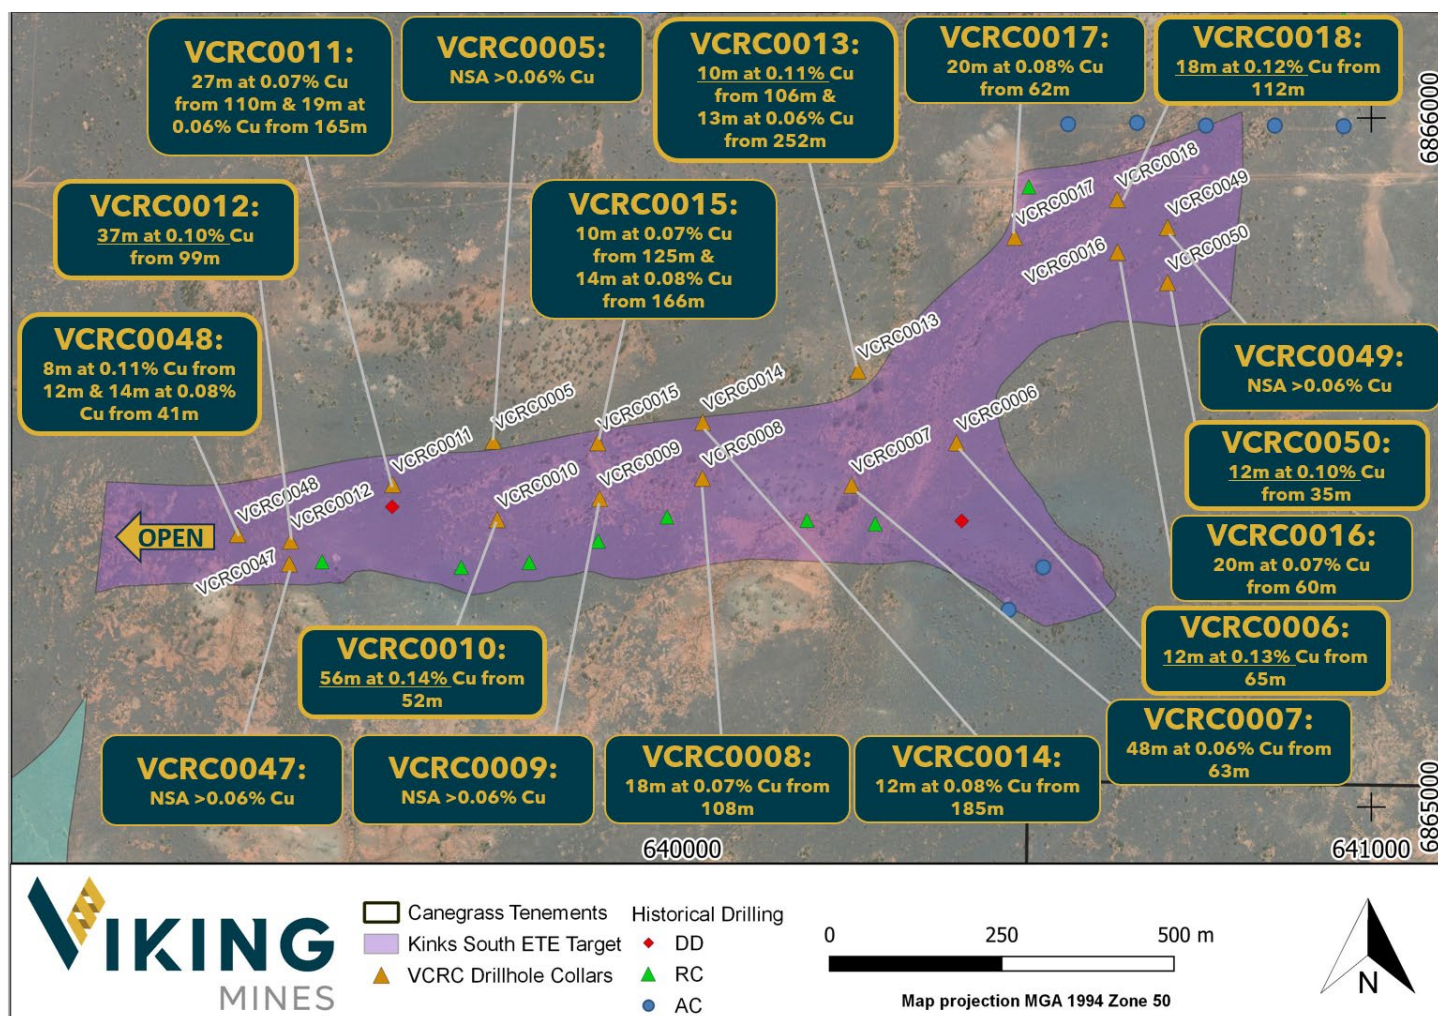 VCRC0011:
27m at 0.07% Cu
from 110m & 19m at
0.06% Cu from 165m
VCRC0005:
NSA >0.06% Cu
VCRC0013:
10m at 0.11% Cu
from 106m &
13m at 0.06% Cu
from 252m
VCRC0017:
20m at 0.08% Cu
from 62m
VCRC0018:
18m at 0.12% Cu from
112m
6866000
VCRC0012:
37m at 0.10% Cu
from 99m
VCRC0015:
10m at 0.07% Cu
from 125m &
14m at 0.08% Cu
from 166m
VCRC0048:
8m at 0.11% Cu from
12m & 14m at 0.08%
Cu from 41m
VCRC0018
VCRC0017
VCRC0049
VCRC0016
VCRC0050
VCRC0013
VCRC0005
VCRC0015
VCRC0014
VCRC0006
VCRC0011
VCRC0009
VCRC0008
VCRC0007
VCRC0048
VCRC0012
VCRC0010
VCRC0047
OPEN
VCRC0049:
NSA >0.06% Cu
VCRC0050:
12m at 0.10% Cu
from 35m
VCRC0016:
20m at 0.07% Cu
from 60m
VCRC0006:
12m at 0.13% Cu from
65m
VCRC0007:
48m at 0.06% Cu from
63m
VCRC0010:
56m at 0.14% Cu from
52m
VCRC0047:
NSA >0.06% Cu
VCRC0009:
NSA >0.06% Cu
VCRC0008:
18m at 0.07% Cu from
108m
VCRC0014:
12m at 0.08% Cu from
185m
6865000
640000
641000
VIKING
MINES
Canegrass Tenements
Kinks South ETE Target
VCRC Drillhole Collars
Historical Drilling
DD
RC
AC
0 250 500 m
Map projection MGA 1994 Zone 50
N